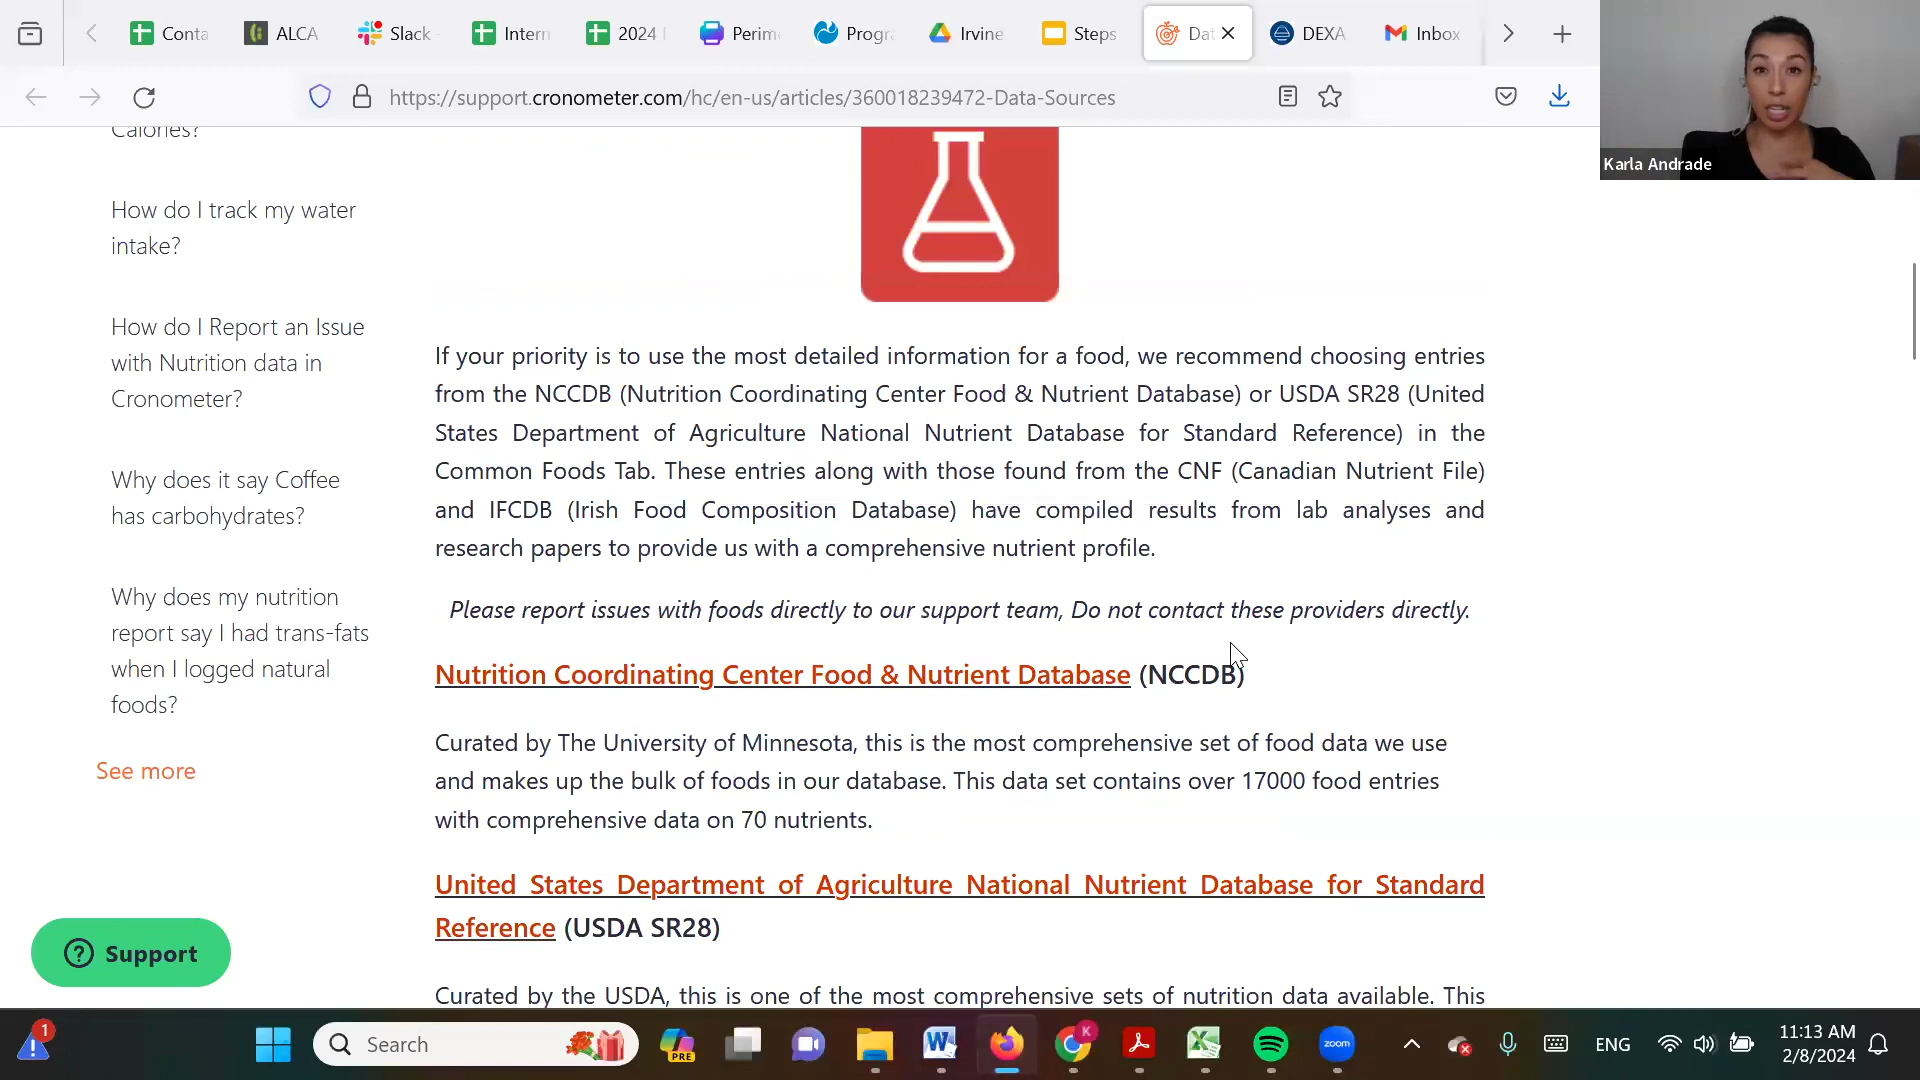 Conta
ALCA
Slack
Intern
2024
Perim
Progr
Irvine
Steps
Dat
DEXA
Inbox
https://support.cronometer.com/hc/en-us/articles/360018239472-Data-Sources
Karla Andrade
Calories?
How do I track my water
intake?
How do I Report an Issue
with Nutrition data in
Cronometer?
Why does it say Coffee
has carbohydrates?
Why does my nutrition
report say I had trans-fats
when I logged natural
foods?
See more
Support
If your priority is to use the most detailed information for a food, we recommend choosing entries
from the NCCDB (Nutrition Coordinating Center Food & Nutrient Database) or USDA SR28 (United
States Department of Agriculture National Nutrient Database for Standard Reference) in the
Common Foods Tab. These entries along with those found from the CNF (Canadian Nutrient File)
and IFCDB (Irish Food Composition Database) have compiled results from lab analyses and
research papers to provide us with a comprehensive nutrient profile.
Please report issues with foods directly to our support team, Do not contact these providers directly.
Nutrition Coordinating Center Food & Nutrient Database (NCCDB)
Curated by The University of Minnesota, this is the most comprehensive set of food data we use
and makes up the bulk of foods in our database. This data set contains over 17000 food entries
with comprehensive data on 70 nutrients.
United States Department of Agriculture National Nutrient Database for Standard
Reference (USDA SR28)
Curated by the USDA, this is one of the most comprehensive sets of nutrition data available. This
1
Search
PRE
K
zoom
ENG
11:13 AM
2/8/2024